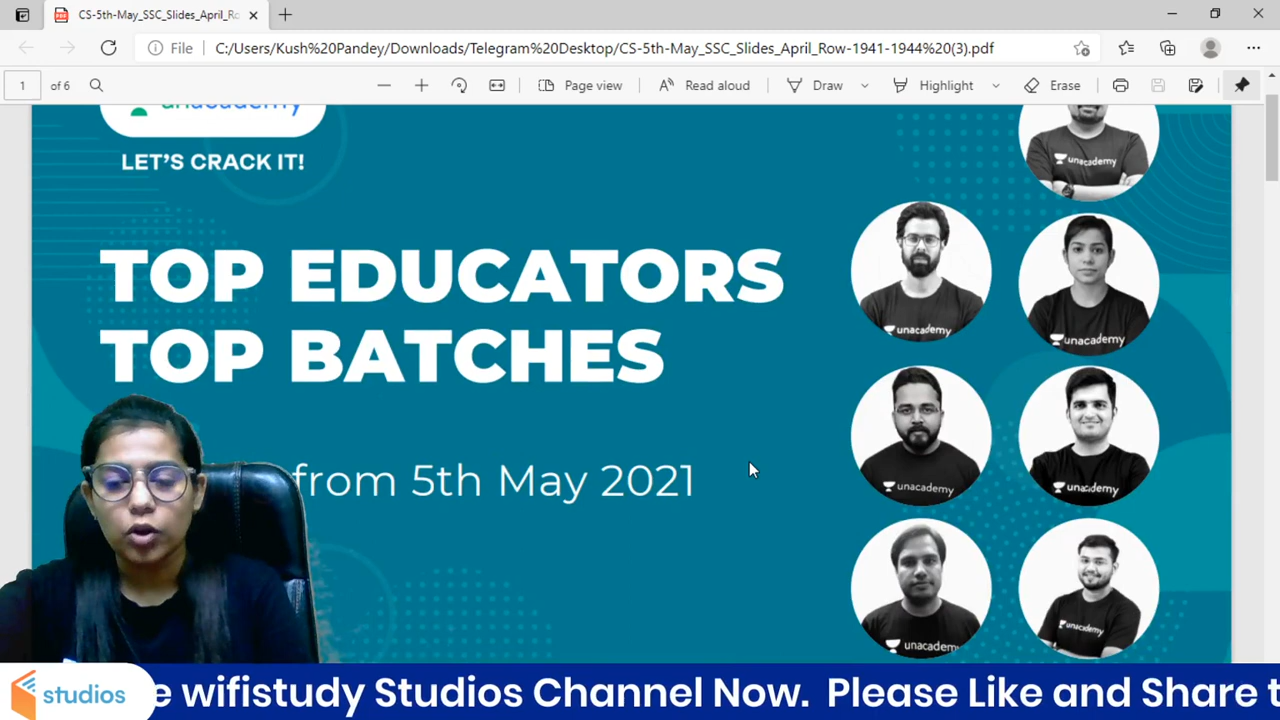 CS-5th-May_SSC_Slides_April_Ro
File
C:/Users/Kush%20Pandey/Downloads/Telegram%20Desktop/CS-5th-May_SSC_Slides_April_Row-1941-1944%20(3).pdf
1 of 6
Page view
Read aloud
Draw
Highlight
Erase
unacademy
LET'S CRACK IT!
TOP EDUCATORS
TOP BATCHES
from 5th May 2021
unacademy
unacademy
unacademy
unacademy
unacademy
unacademy
unacademy
studios
e wifistudy Studios Channel Now. Please Like and Share t